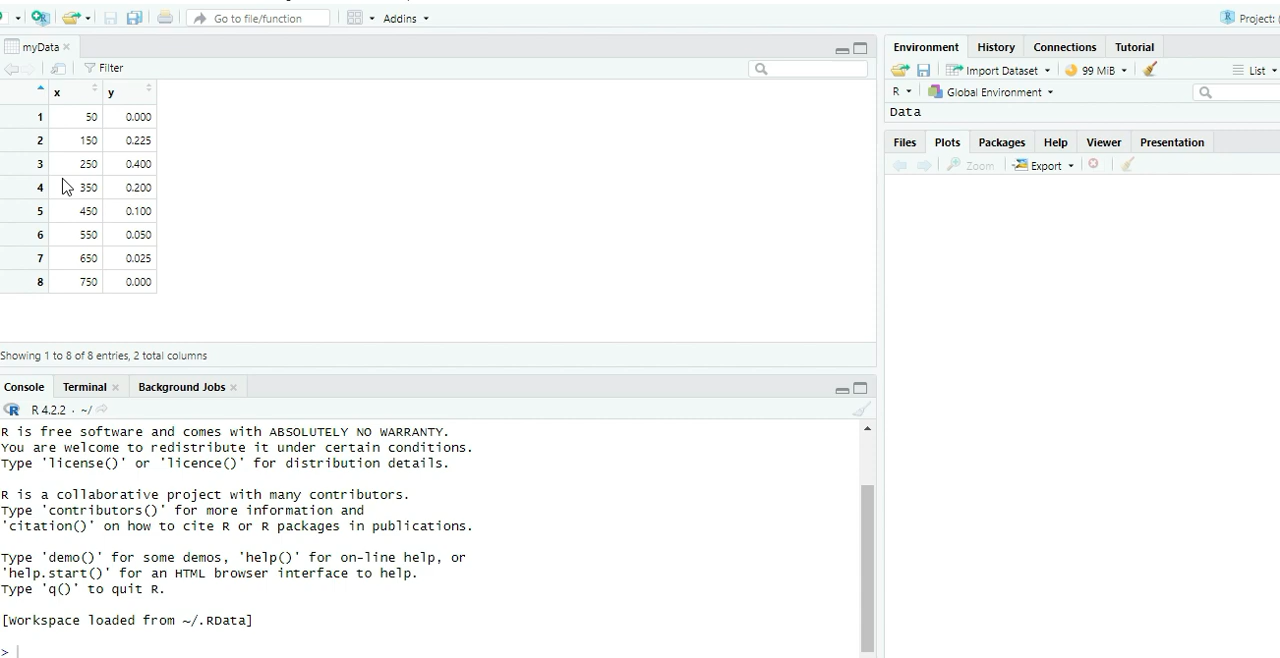 Go to file/function Addins Project: (
myData
Filter
x y
1 50 0.000
2 150 0.225
3 250 0.400
4 350 0.200
5 450 0.100
6 550 0.050
7 650 0.025
8 750 0.000
Showing 1 to 8 of 8 entries, 2 total columns
Console Terminal Background Jobs
R 4.2.2 · ~/
R is free software and comes with ABSOLUTELY NO WARRANTY.
You are welcome to redistribute it under certain conditions.
Type 'license()' or 'licence()' for distribution details.
R is a collaborative project with many contributors.
Type 'contributors()' for more information and
'citation()' on how to cite R or R packages in publications.
Type 'demo()' for some demos, 'help()' for on-line help, or
'help.start()' for an HTML browser interface to help.
Type 'q()' to quit R.
[Workspace loaded from ~/.RData]
>
Environment History Connections Tutorial
Import Dataset 99 MiB List
R Global Environment
Data
Files Plots Packages Help Viewer Presentation
Zoom Export